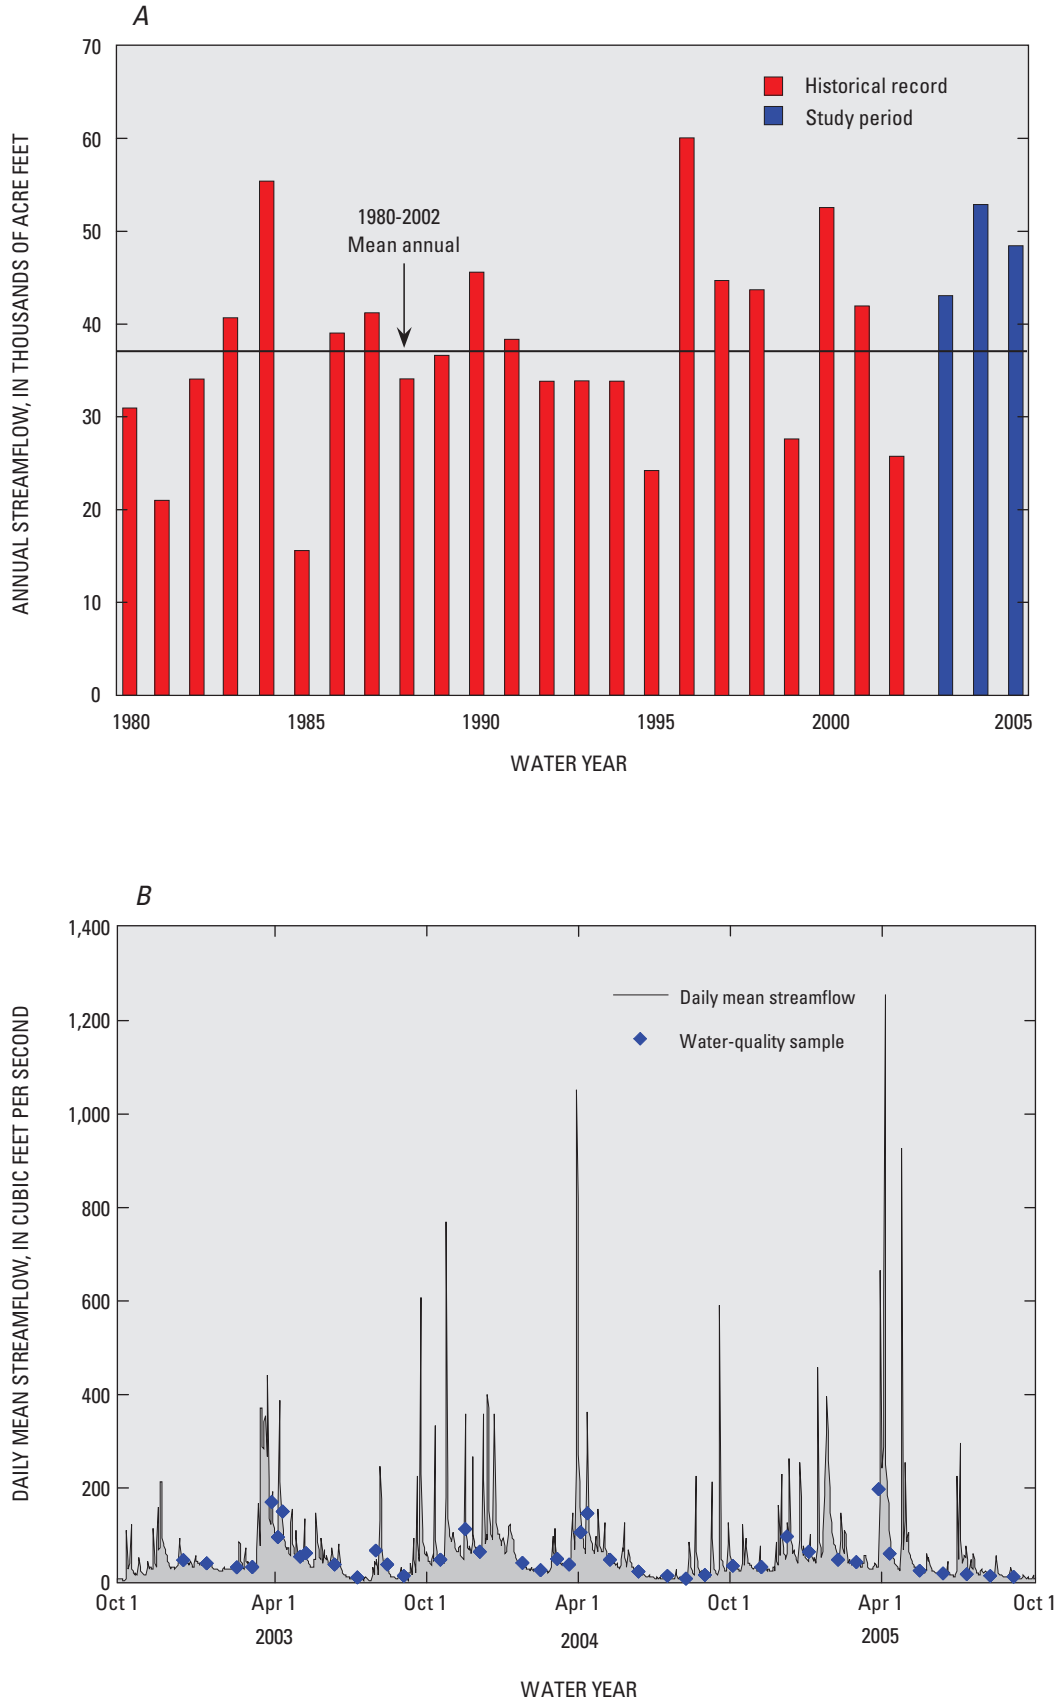 A
ANNUAL STREAMFLOW, IN THOUSANDS OF ACRE FEET
70
60
50
40
30
20
10
0
Historical record
Study period
1980-2002
Mean annual
1980
1985
1990
1995
2000
2005
WATER YEAR
B
DAILY MEAN STREAMFLOW, IN CUBIC FEET PER SECOND
1,400
1,200
1,000
800
600
400
200
0
Daily mean streamflow
Water-quality sample
Oct 1
Apr 1
Oct 1
Apr 1
Oct 1
Apr 1
Oct 1
2003
2004
2005
WATER YEAR